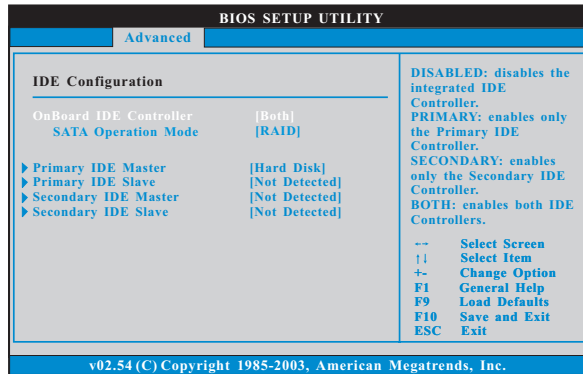 BIOS SETUP UTILITY
Advanced
IDE Configuration
OnBoard IDE Controller [Both]
SATA Operation Mode [RAID]
Primary IDE Master [Hard Disk]
Primary IDE Slave [Not Detected]
Secondary IDE Master [Not Detected]
Secondary IDE Slave [Not Detected]
DISABLED: disables the
integrated IDE
Controller.
PRIMARY: enables only
the Primary IDE
Controller.
SECONDARY: enables
only the Secondary IDE
Controller.
BOTH: enables both IDE
Controllers.
←→ Select Screen
↑↓ Select Item
+- Change Option
F1 General Help
F9 Load Defaults
F10 Save and Exit
ESC Exit
v02.54 (C) Copyright 1985-2003, American Megatrends, Inc.